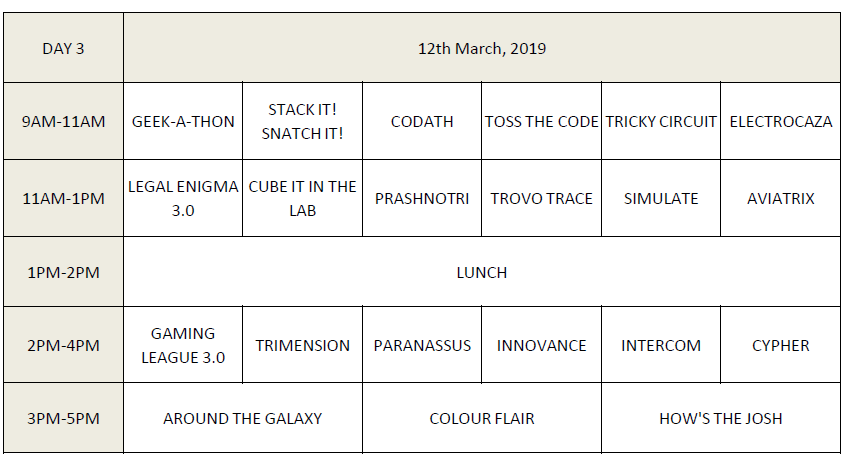 DAY 3
12th March, 2019
9AM-11AM
GEEK-A-THON
STACK IT!
SNATCH IT!
CODATH
TOSS THE CODE
TRICKY CIRCUIT
ELECTROCAZA
11AM-1PM
LEGAL ENIGMA
3.0
CUBE IT IN THE
LAB
PRASHNOTRI
TROVO TRACE
SIMULATE
AVIATRIX
1PM-2PM
LUNCH
2PM-4PM
GAMING
LEAGUE 3.0
TRIMENSION
PARANASSUS
INNOVANCE
INTERCOM
CYPHER
3PM-5PM
AROUND THE GALAXY
COLOUR FLAIR
HOW'S THE JOSH